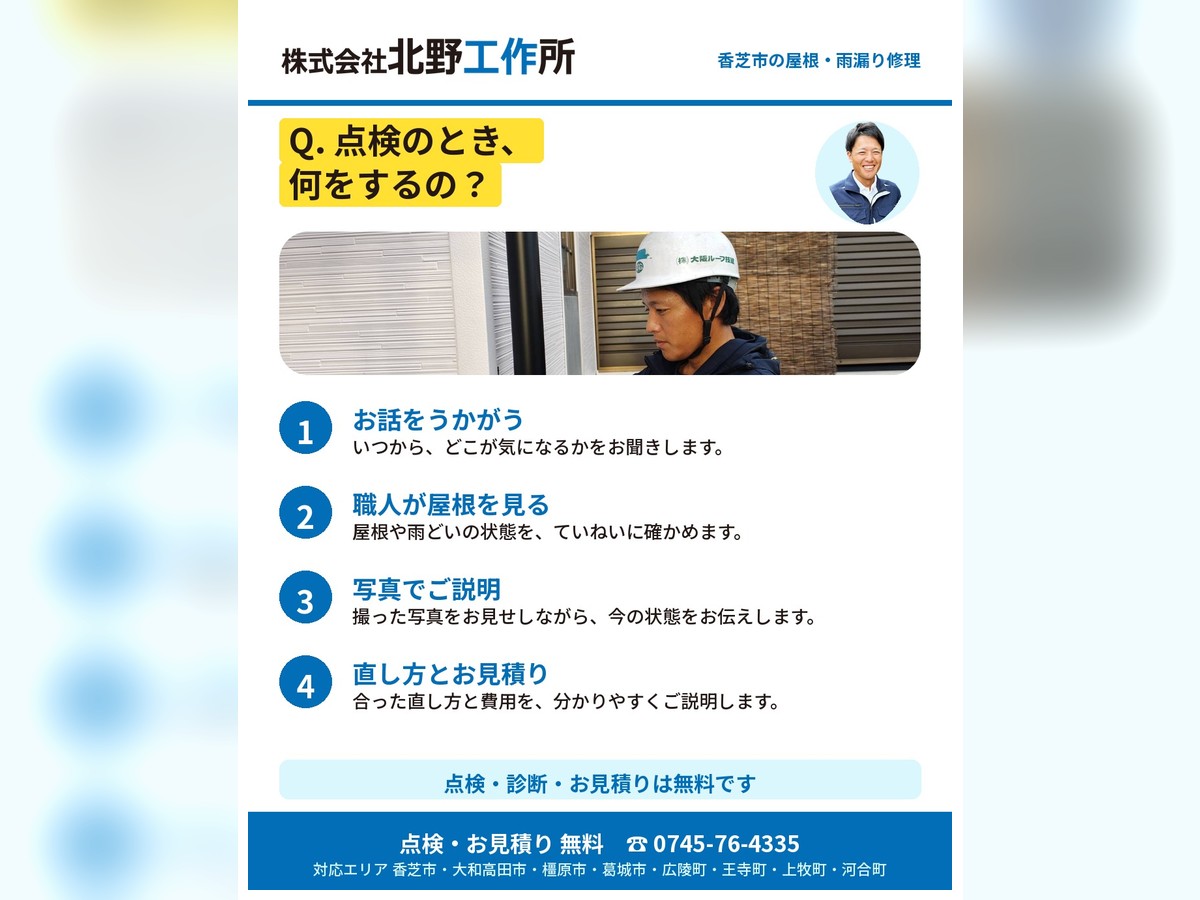 株式会社北野工作所
香芝市の屋根・雨漏り修理
Q. 点検のとき、
何をするの？
(株)大阪ルーフ技建
1
お話をうかがう
いつから、どこが気になるかをお聞きします。
2
職人が屋根を見る
屋根や雨どいの状態を、ていねいに確かめます。
3
写真でご説明
撮った写真をお見せしながら、今の状態をお伝えします。
4
直し方とお見積り
合った直し方と費用を、分かりやすくご説明します。
点検・診断・お見積りは無料です
点検・お見積り 無料 ☎ 0745-76-4335
対応エリア 香芝市・大和高田市・橿原市・葛城市・広陵町・王寺町・上牧町・河合町